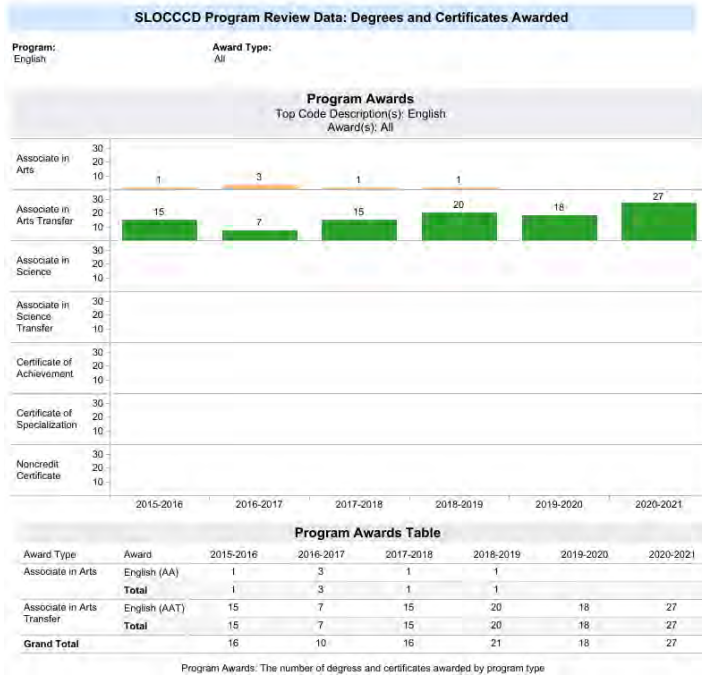 SLOCCCD Program Review Data: Degrees and Certificates Awarded
Program: Award Type:
English All
Program Awards
Top Code Description(s): English
Award(s): All
Associate in Arts 30 20 10 1 3 1 1
Associate in Arts Transfer 30 20 10 15 7 15 20 18 27
Associate in Science 30 20 10
Associate in Science Transfer 30 20 10
Certificate of Achievement 30 20 10
Certificate of Specialization 30 20 10
Noncredit Certificate 30 20 10
2015-2016 2016-2017 2017-2018 2018-2019 2019-2020 2020-2021
Program Awards Table
Award Type Award 2015-2016 2016-2017 2017-2018 2018-2019 2019-2020 2020-2021
Associate in Arts English (AA) 1 3 1 1
Total 1 3 1 1
Associate in Arts Transfer English (AAT) 15 7 15 20 18 27
Total 15 7 15 20 18 27
Grand Total 16 10 16 21 18 27
Program Awards: The number of degress and certificates awarded by program type